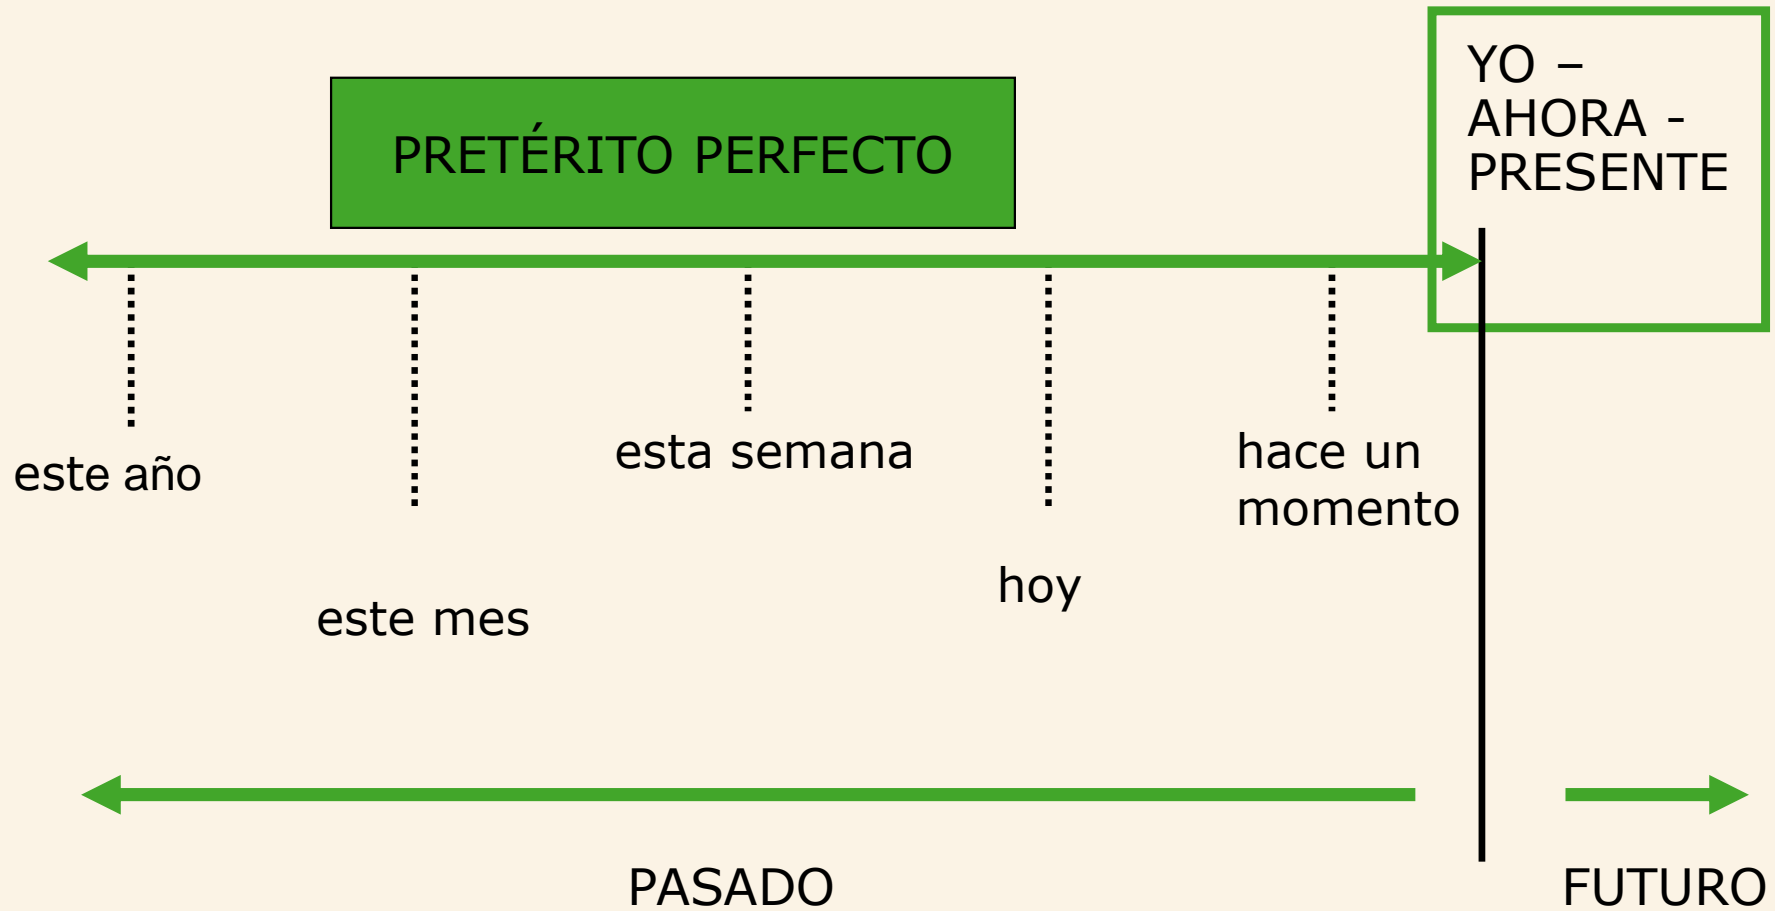 YO –
AHORA -
PRESENTE
PRETÉRITO PERFECTO
este año
este mes
esta semana
hoy
hace un
momento
PASADO
FUTURO